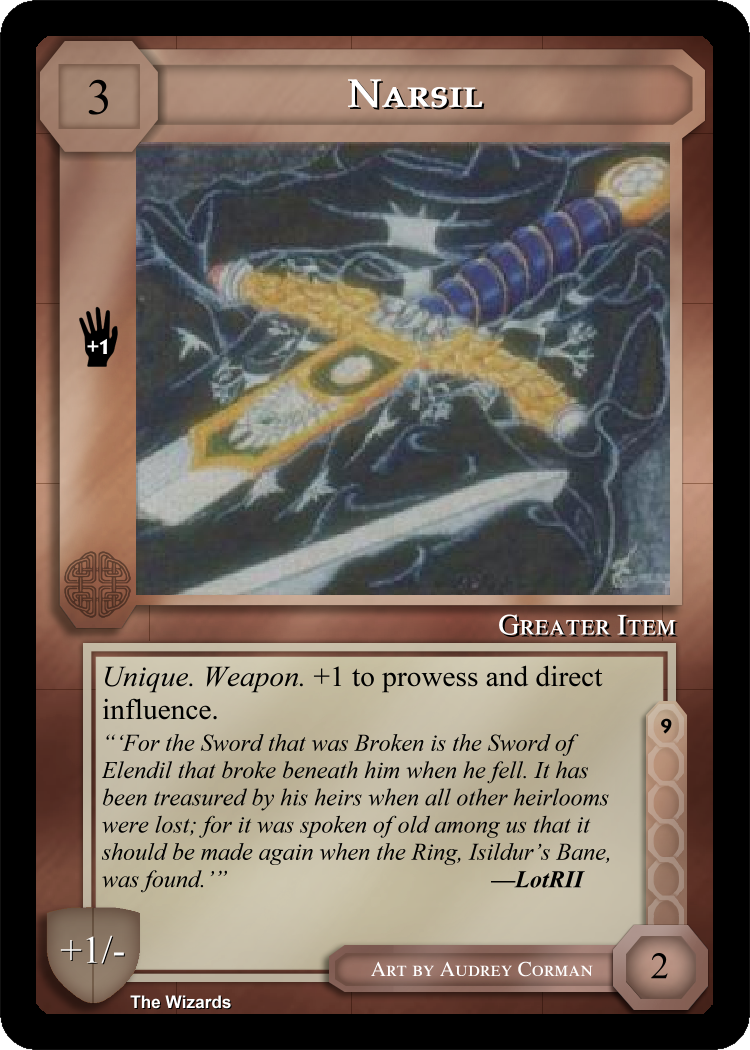 3
Narsil
+1
Greater Item
Unique. Weapon. +1 to prowess and direct
influence.
“‘For the Sword that was Broken is the Sword of
Elendil that broke beneath him when he fell. It has
been treasured by his heirs when all other heirlooms
were lost; for it was spoken of old among us that it
should be made again when the Ring, Isildur’s Bane,
was found.’” —LotRII
9
+1/-
Art by Audrey Corman
2
The Wizards